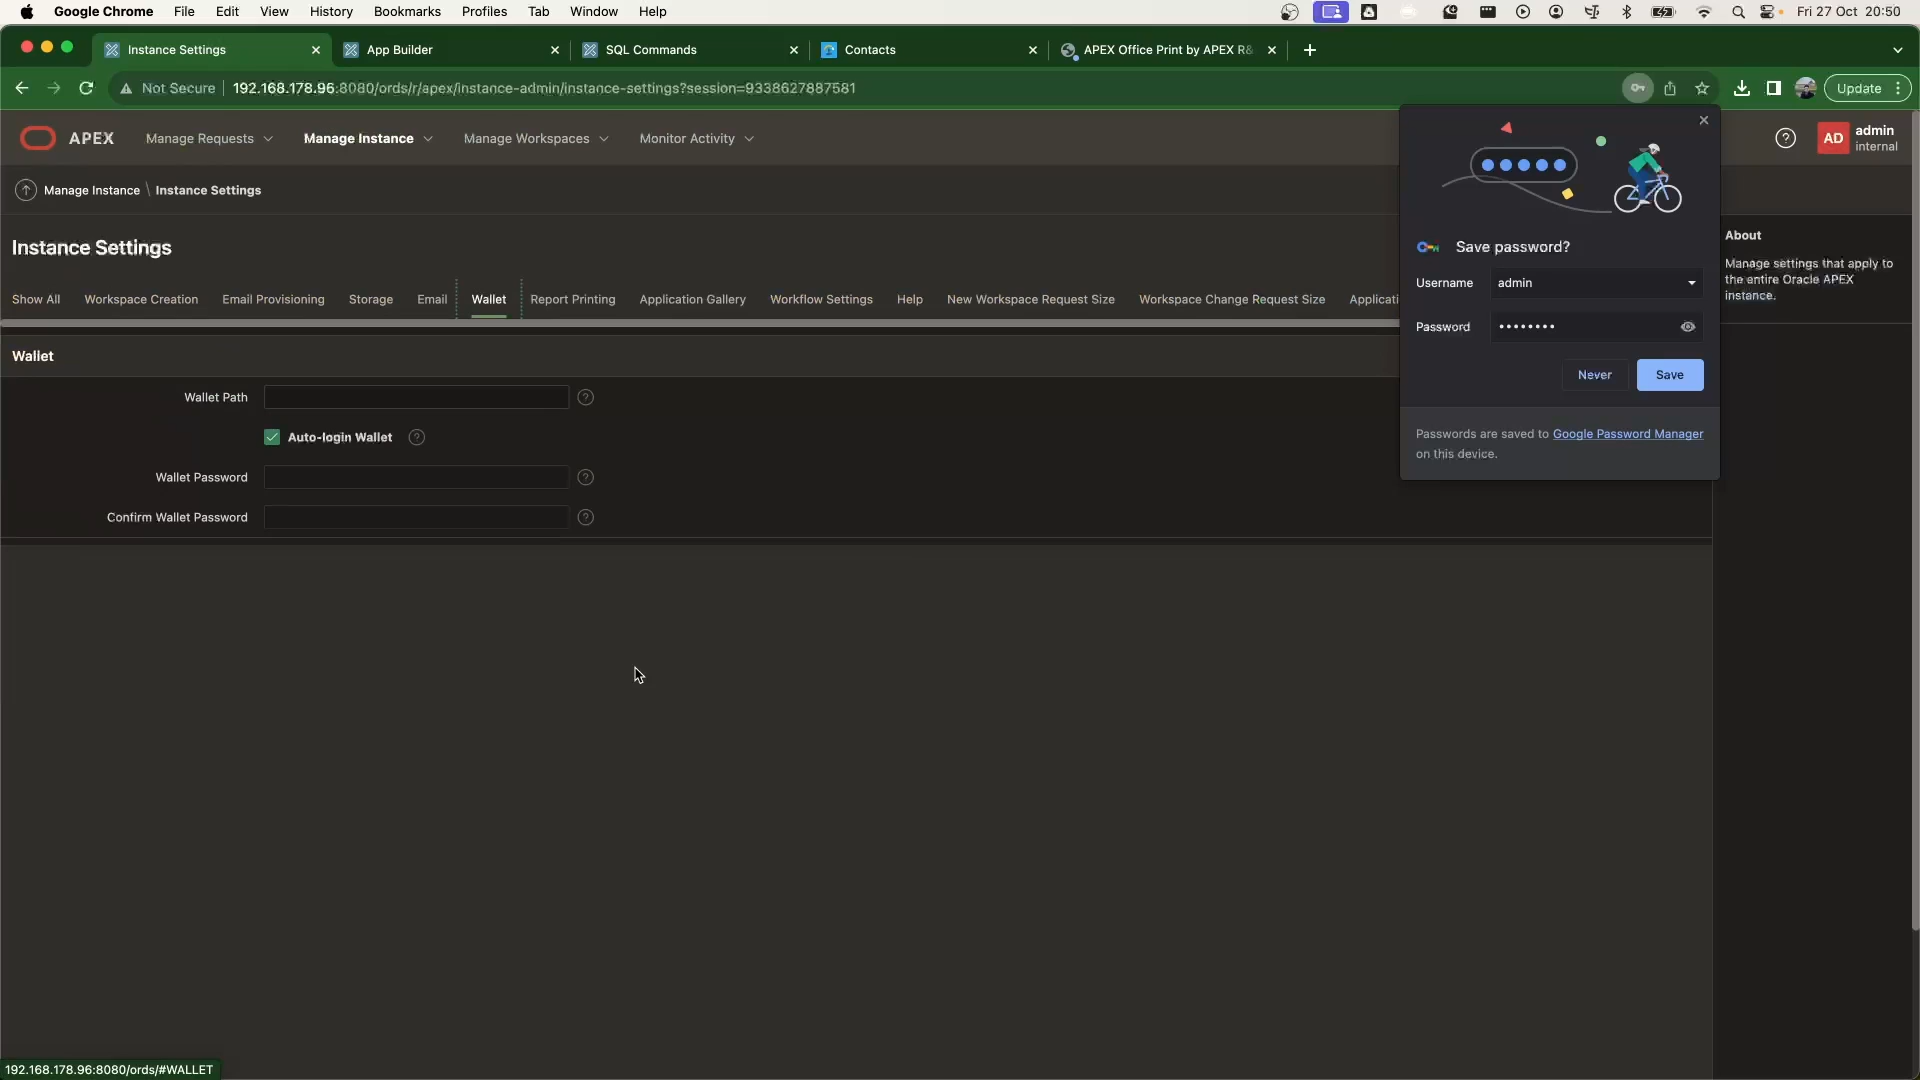 Google Chrome File Edit View History Bookmarks Profiles Tab Window Help Fri 27 Oct 20:50
Instance Settings App Builder SQL Commands Contacts APEX Office Print by APEX R&
Not Secure 192.168.178.96:8080/ords/r/apex/instance-admin/instance-settings?session=9338627887581 Update
APEX Manage Requests Manage Instance Manage Workspaces Monitor Activity AD admin
internal
Manage Instance \ Instance Settings
Instance Settings
Show All Workspace Creation Email Provisioning Storage Email Wallet Report Printing Application Gallery Workflow Settings Help New Workspace Request Size Workspace Change Request Size Applicati
Wallet
Wallet Path
Auto-login Wallet
Wallet Password
Confirm Wallet Password
Save password?
Username admin
Password ••••••••
Never Save
Passwords are saved to Google Password Manager
on this device.
About
Manage settings that apply to
the entire Oracle APEX
instance.
192.168.178.96:8080/ords/#WALLET